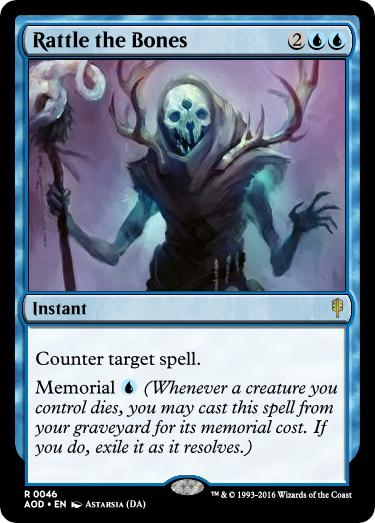 Rattle the Bones 2
Instant
Counter target spell.
Memorial (Whenever a creature you
control dies, you may cast this spell from
your graveyard for its memorial cost. If
you do, exile it as it resolves.)
R 0046
AOD • EN ASTARSIA (DA)
™ & © 1993-2016 Wizards of the Coast